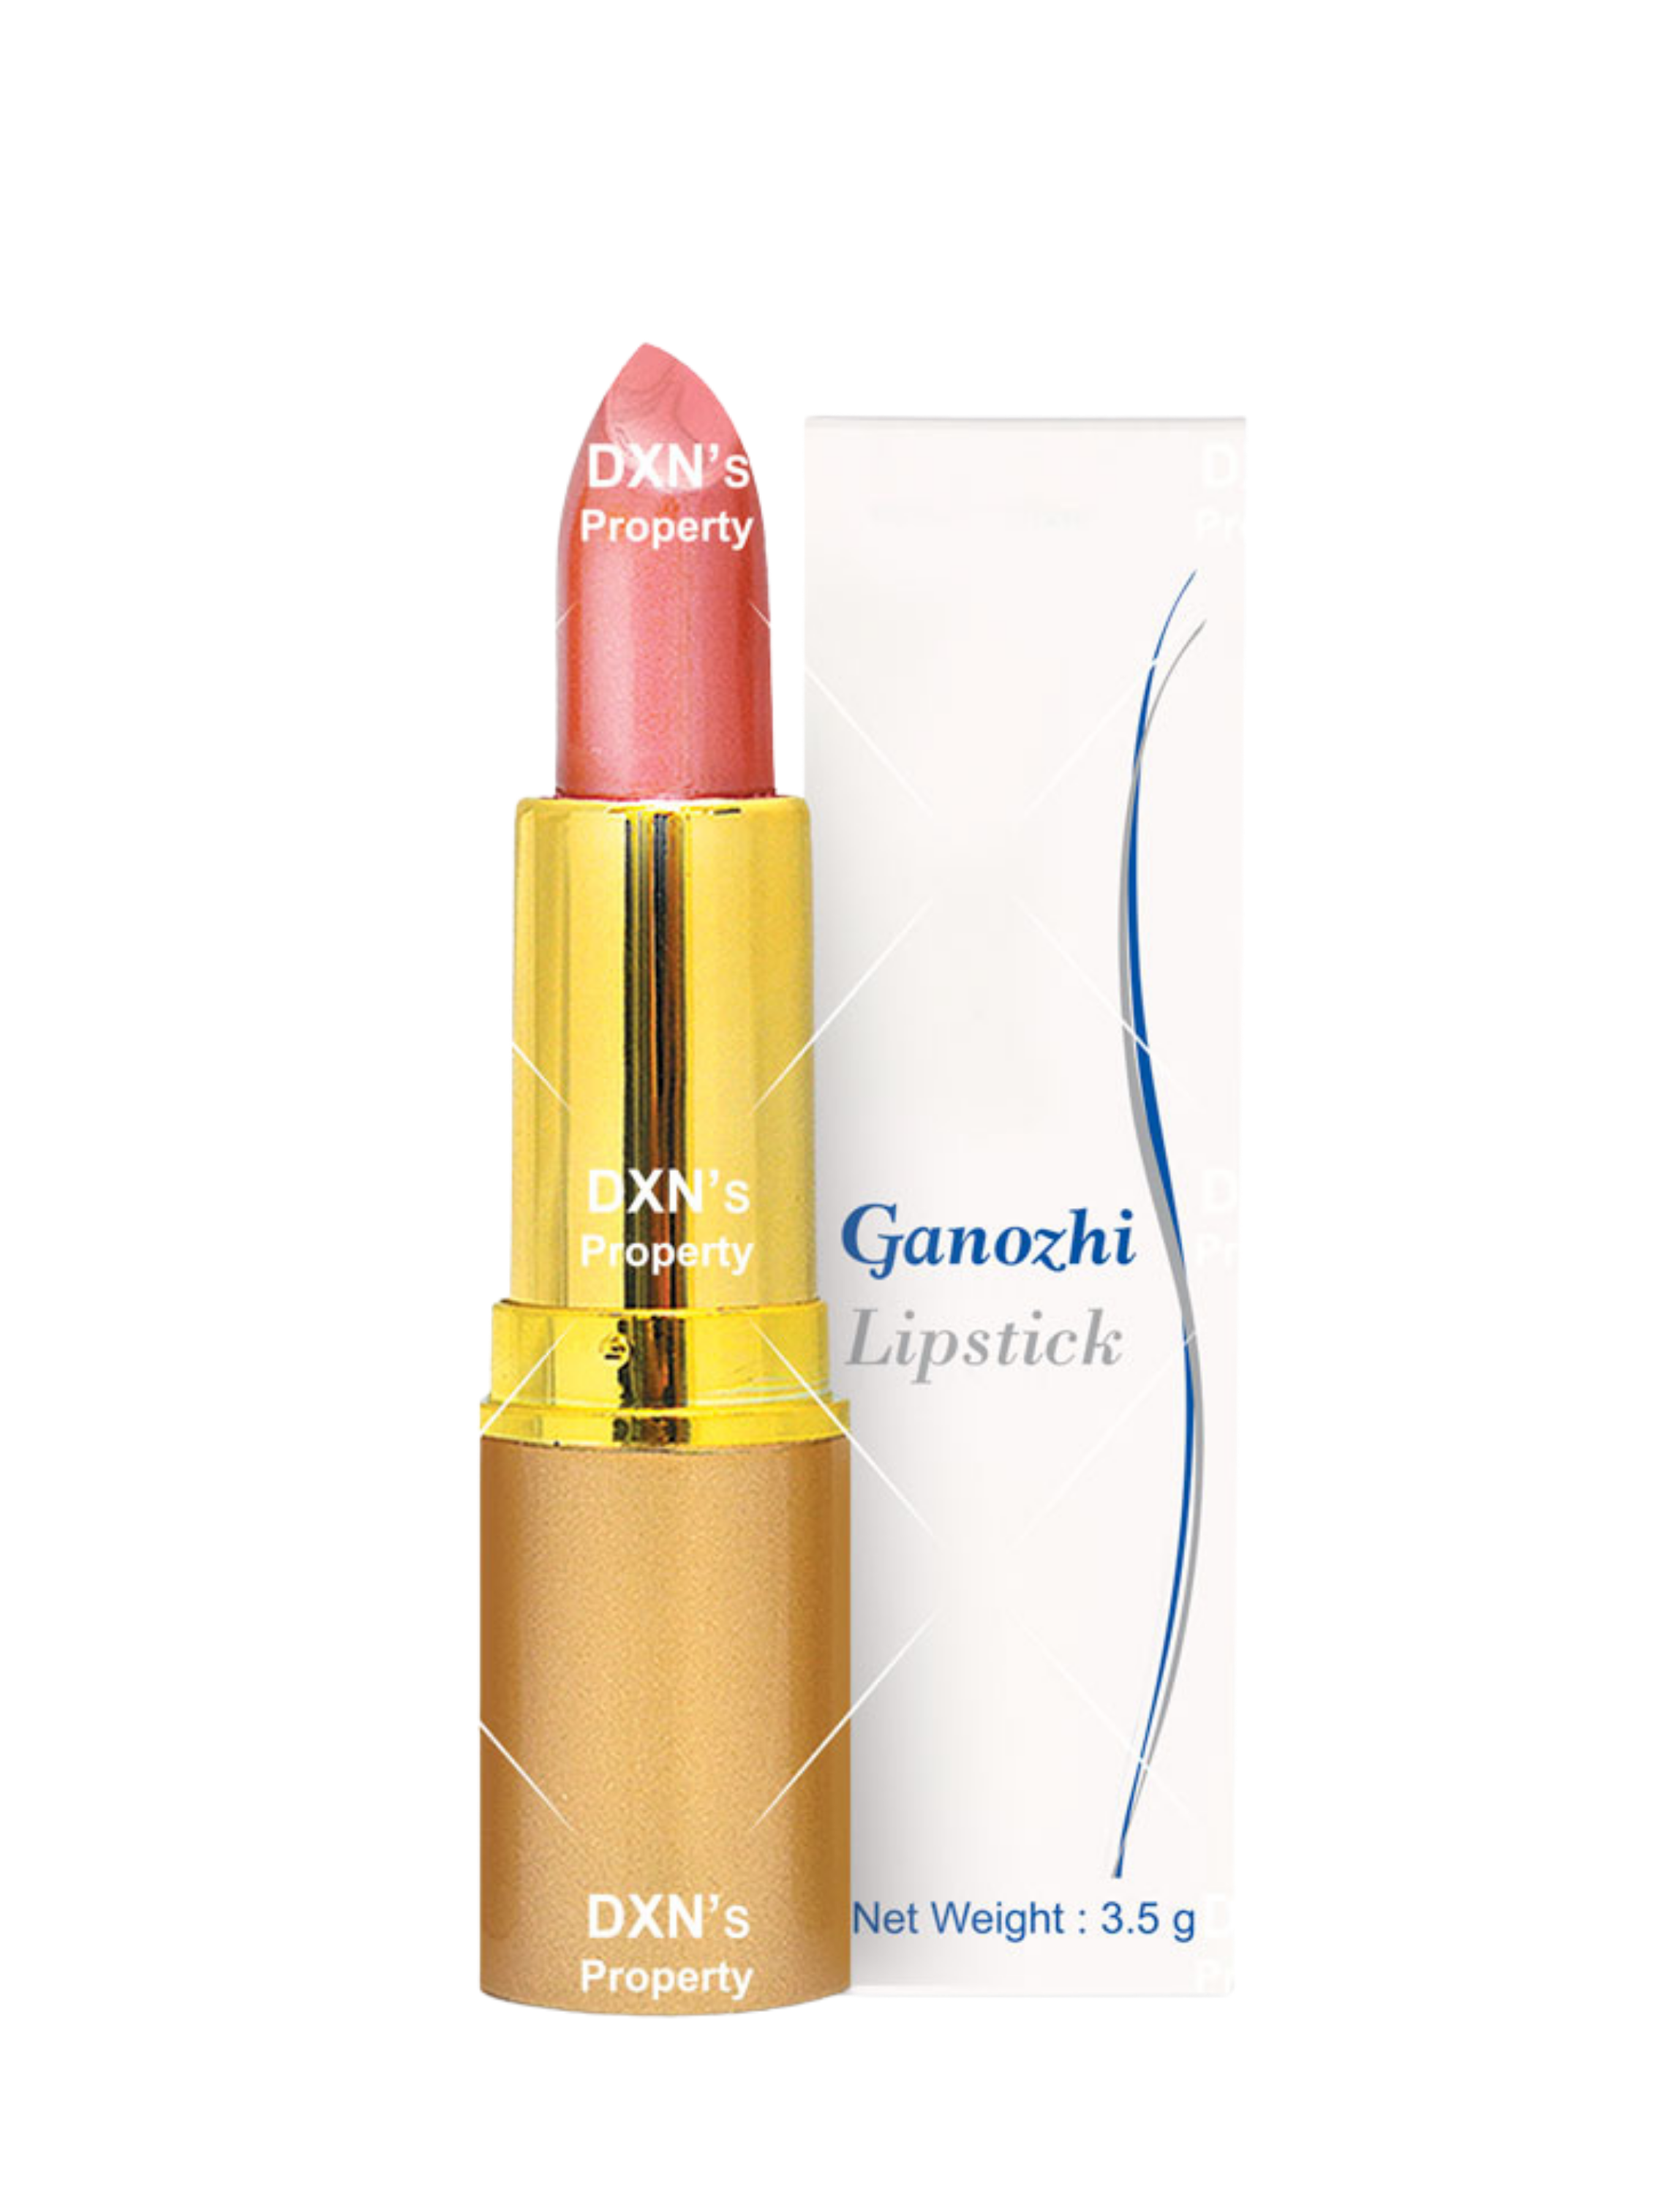 DXN's
Property
DXN's
Property
Ganozhi
Lipstick
DXN's
Property
Net Weight : 3.5 g